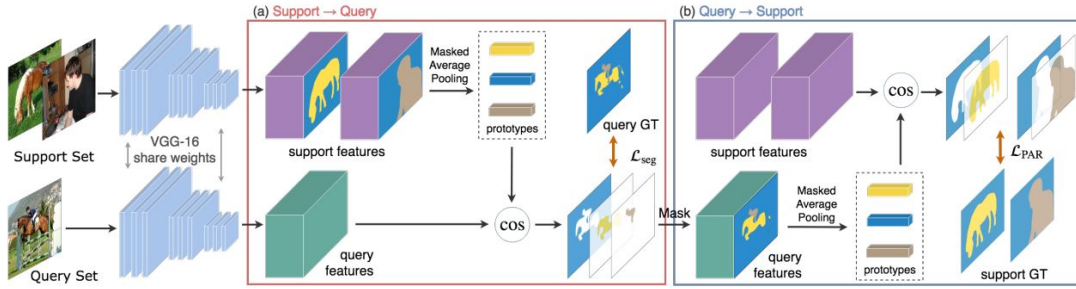 (a) Support → Query
(b) Query → Support
Support Set
VGG-16
share weights
Query Set
Masked
Average
Pooling
support features
prototypes
query GT
ℒseg
cos
query
features
Mask
support features
cos
ℒPAR
query
features
Masked
Average
Pooling
prototypes
support GT